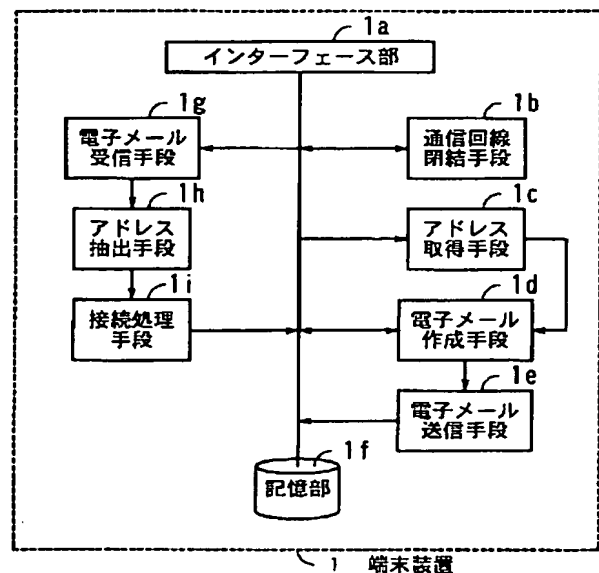 1a
インターフェース部
1g
電子メール
受信手段
1b
通信回線
閉結手段
1h
アドレス
抽出手段
1c
アドレス
取得手段
1i
接続処理
手段
1d
電子メール
作成手段
1e
電子メール
送信手段
1f
記憶部
1 端末装置